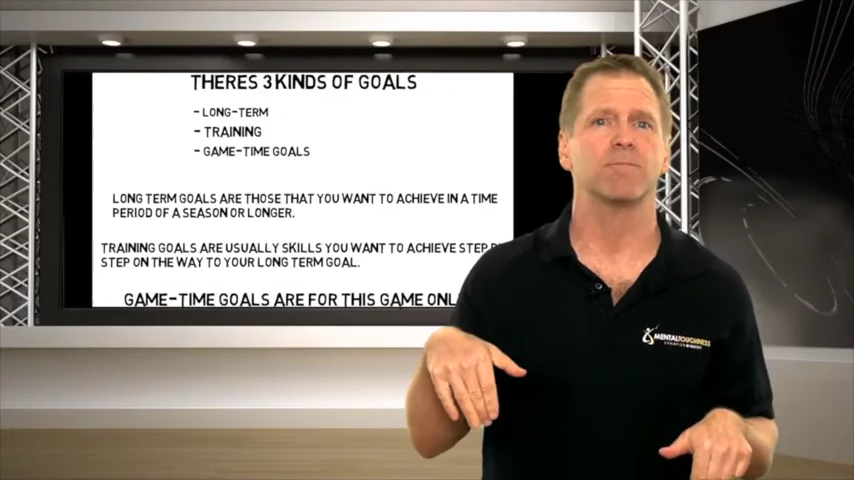 THERES 3 KINDS OF GOALS
- LONG-TERM
- TRAINING
- GAME-TIME GOALS
LONG TERM GOALS ARE THOSE THAT YOU WANT TO ACHIEVE IN A TIME
PERIOD OF A SEASON OR LONGER.
TRAINING GOALS ARE USUALLY SKILLS YOU WANT TO ACHIEVE STEP
STEP ON THE WAY TO YOUR LONG TERM GOAL.
GAME-TIME GOALS ARE FOR THIS GAME
MENTALTOUGHNESS